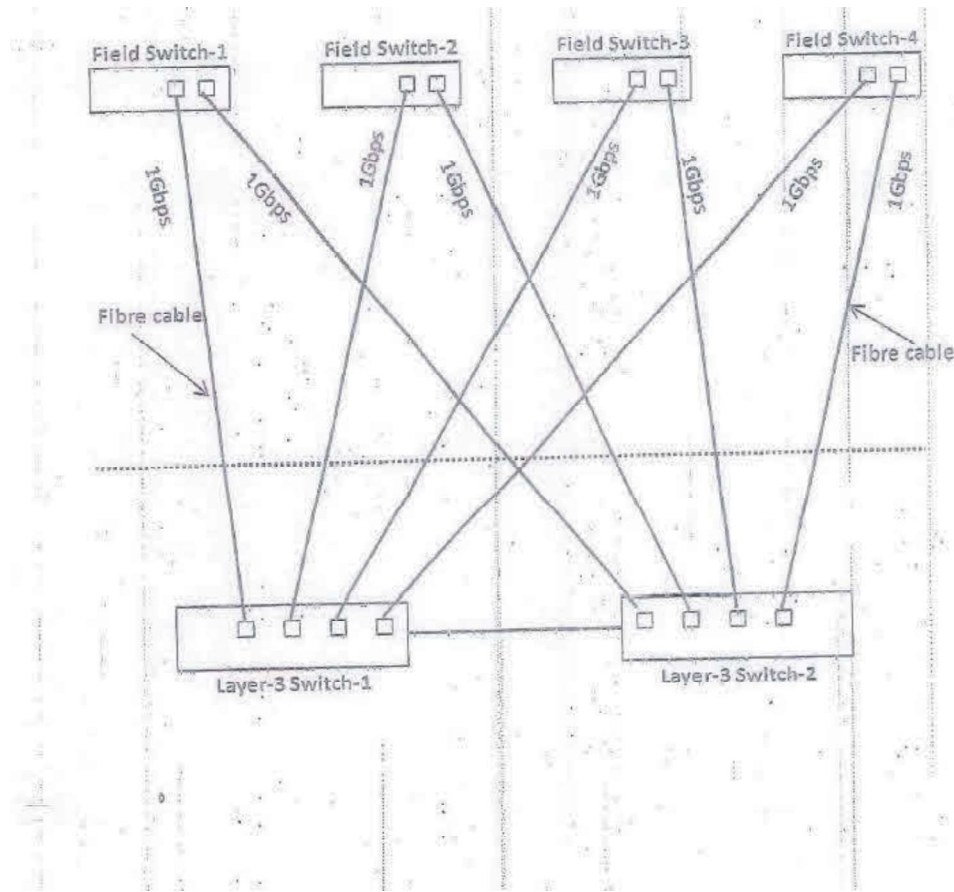 Field Switch-1
Field Switch-2
Field Switch-3
Field Switch-4
1Gbps
1Gbps
1Gbps
1Gbps
1Gbps
1Gbps
1Gbps
1Gbps
Fibre cable
Fibre cable
Layer-3 Switch-1
Layer-3 Switch-2